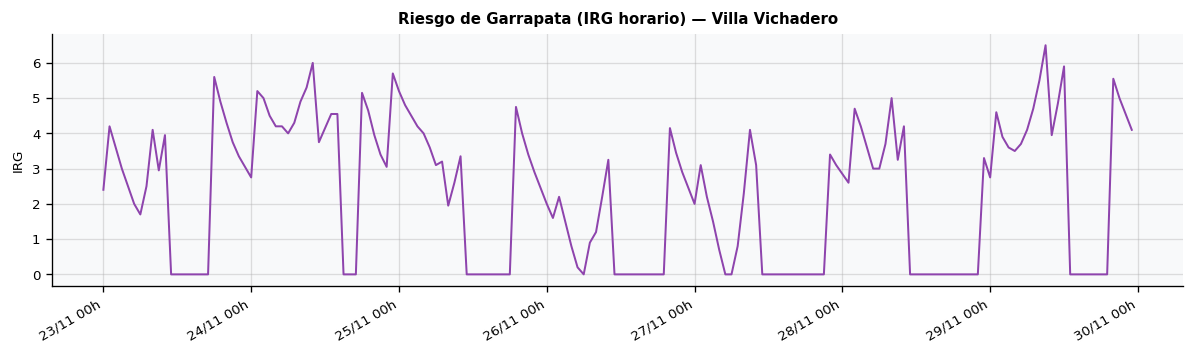 Riesgo de Garrapata (IRG horario) — Villa Vichadero
IRG
6
5
4
3
2
1
0
23/11 00h
24/11 00h
25/11 00h
26/11 00h
27/11 00h
28/11 00h
29/11 00h
30/11 00h